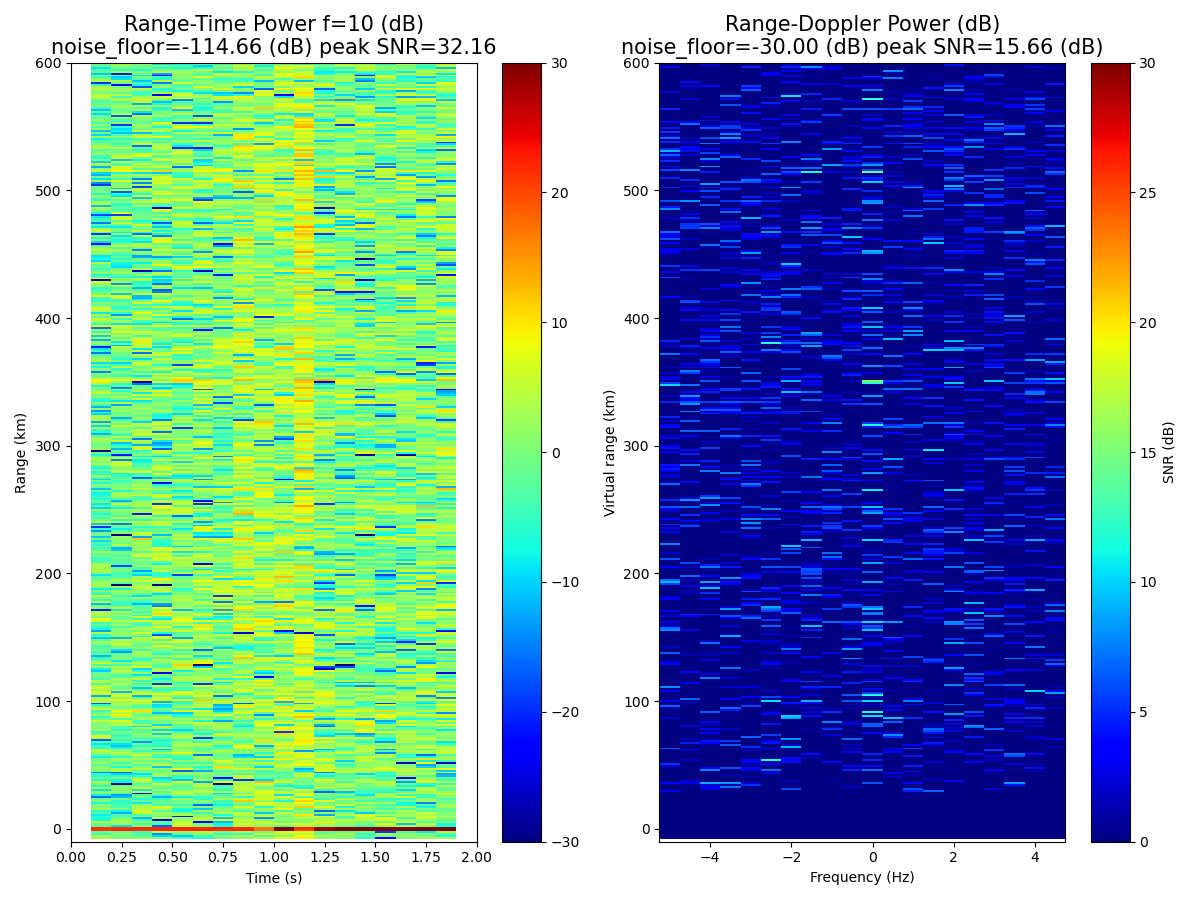 Range-Time Power f=10 (dB)
noise_floor=-114.66 (dB) peak SNR=32.16
Range-Doppler Power (dB)
noise_floor=-30.00 (dB) peak SNR=15.66 (dB)
600
500
400
300
200
100
0
Range (km)
0.00 0.25 0.50 0.75 1.00 1.25 1.50 1.75 2.00
Time (s)
30
20
10
0
−10
−20
−30
600
500
400
300
200
100
0
Virtual range (km)
−4 −2 0 2 4
Frequency (Hz)
30
25
20
15
10
5
0
SNR (dB)